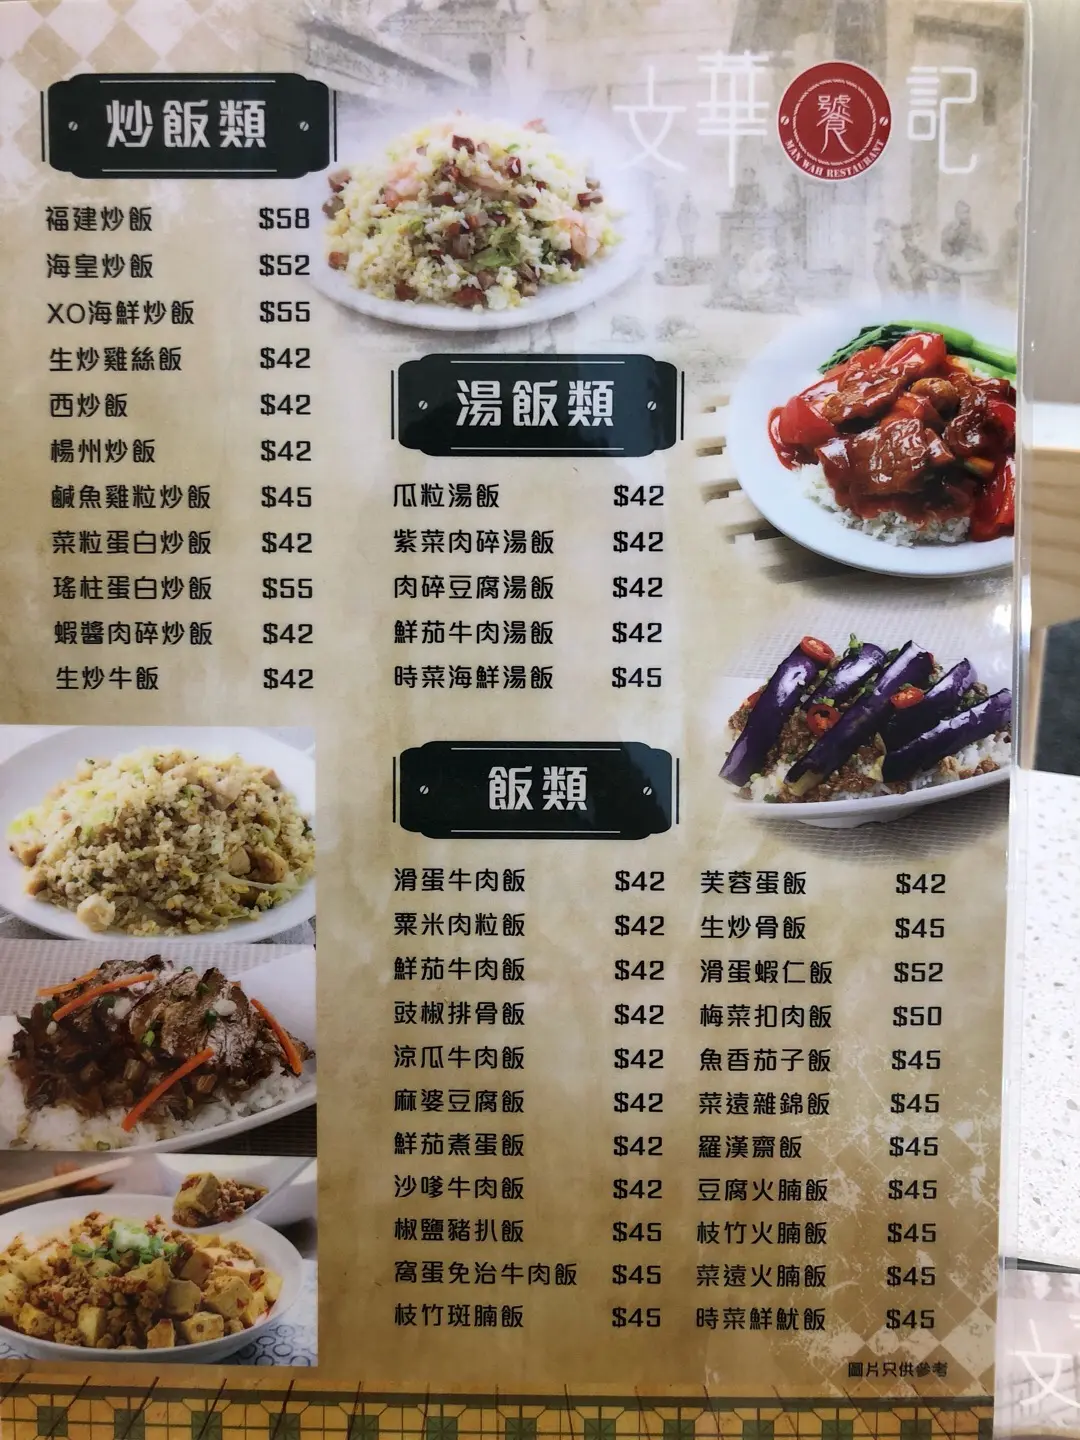 文華記
號食
MAN WAH RESTAURANT
炒飯類
福建炒飯 $58
海皇炒飯 $52
XO海鮮炒飯 $55
生炒雞絲飯 $42
西炒飯 $42
楊州炒飯 $42
鹹魚雞粒炒飯 $45
菜粒蛋白炒飯 $42
瑤柱蛋白炒飯 $55
蝦醬肉碎炒飯 $42
生炒牛飯 $42
湯飯類
瓜粒湯飯 $42
紫菜肉碎湯飯 $42
肉碎豆腐湯飯 $42
鮮茄牛肉湯飯 $42
時菜海鮮湯飯 $45
飯類
滑蛋牛肉飯 $42
粟米肉粒飯 $42
鮮茄牛肉飯 $42
豉椒排骨飯 $42
涼瓜牛肉飯 $42
麻婆豆腐飯 $42
鮮茄煮蛋飯 $42
沙嗲牛肉飯 $42
椒鹽豬扒飯 $45
窩蛋免治牛肉飯 $45
枝竹斑腩飯 $45
芙蓉蛋飯 $42
生炒骨飯 $45
滑蛋蝦仁飯 $52
梅菜扣肉飯 $50
魚香茄子飯 $45
菜遠雜錦飯 $45
羅漢齋飯 $45
豆腐火腩飯 $45
枝竹火腩飯 $45
菜遠火腩飯 $45
時菜鮮魷飯 $45
圖片只供參考
文